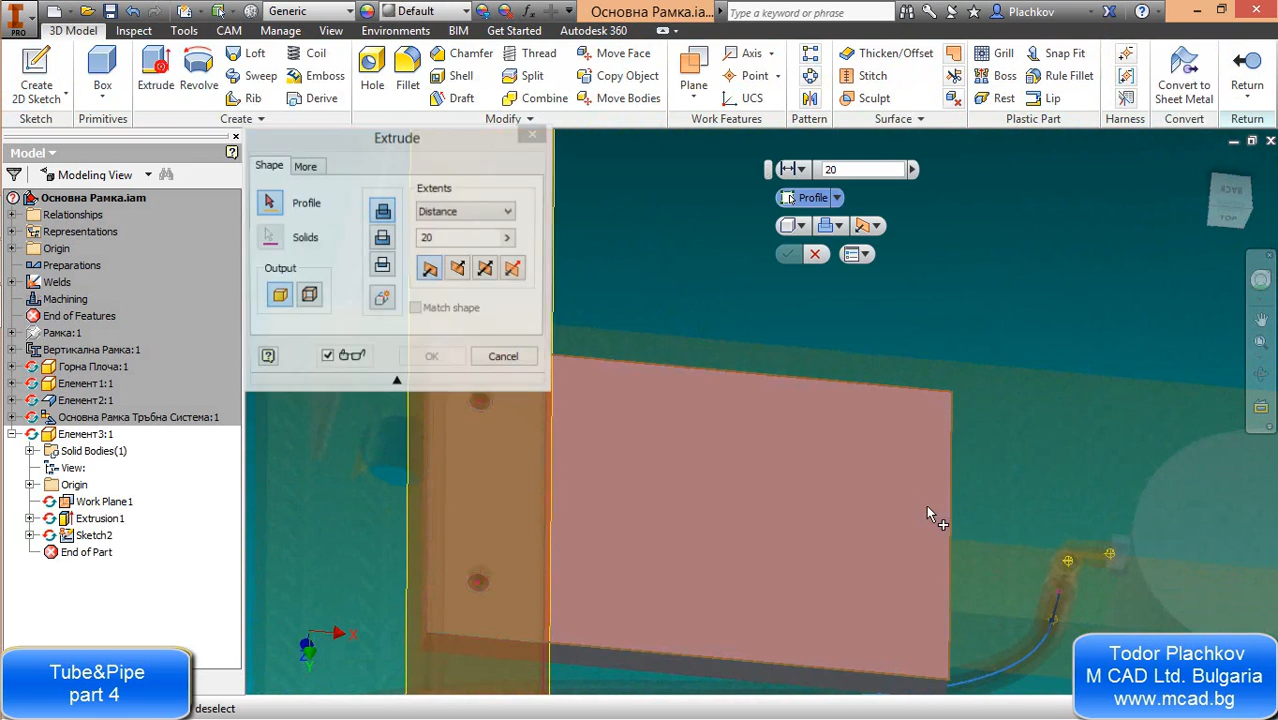 PRO
Generic
Default
Основна Рамка.i...
Type a keyword or phrase
Plachkov
3D Model
Inspect
Tools
CAM
Manage
View
Environments
BIM
Get Started
Autodesk 360
Create
2D Sketch
Box
Extrude
Revolve
Loft
Sweep
Rib
Coil
Emboss
Derive
Hole
Fillet
Chamfer
Shell
Draft
Thread
Split
Combine
Move Face
Copy Object
Move Bodies
Plane
Axis
Point
UCS
Thicken/Offset
Stitch
Sculpt
Grill
Boss
Rest
Snap Fit
Rule Fillet
Lip
Convert to
Sheet Metal
Return
Sketch
Primitives
Create
Modify
Work Features
Pattern
Surface
Plastic Part
Harness
Convert
Return
Model
Modeling View
Основна Рамка.iam
Relationships
Representations
Origin
Preparations
Welds
Machining
End of Features
Рамка:1
Вертикална Рамка:1
Горна Плоча:1
Елемент1:1
Елемент2:1
Основна Рамка Тръбна Система:1
Елемент3:1
Solid Bodies(1)
View:
Origin
Work Plane1
Extrusion1
Sketch2
End of Part
Extrude
Shape
More
Profile
Solids
Output
Extents
Distance
20
Match shape
OK
Cancel
20
Profile
BACK
X
Y
Z
Tube&Pipe
part 4
deselect
Todor Plachkov
M CAD Ltd. Bulgaria
www.mcad.bg